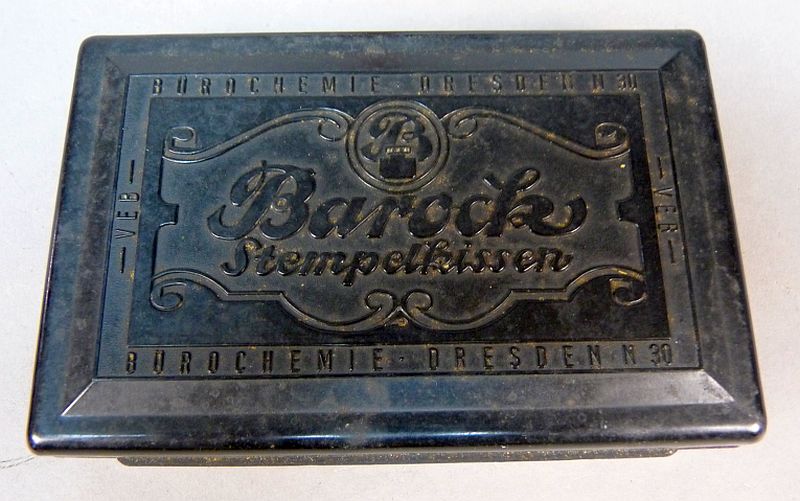 BÜROCHEMIE · DRESDEN N 30
VEB
B
Barock
Stempelkissen
VEB
BÜROCHEMIE · DRESDEN N 30